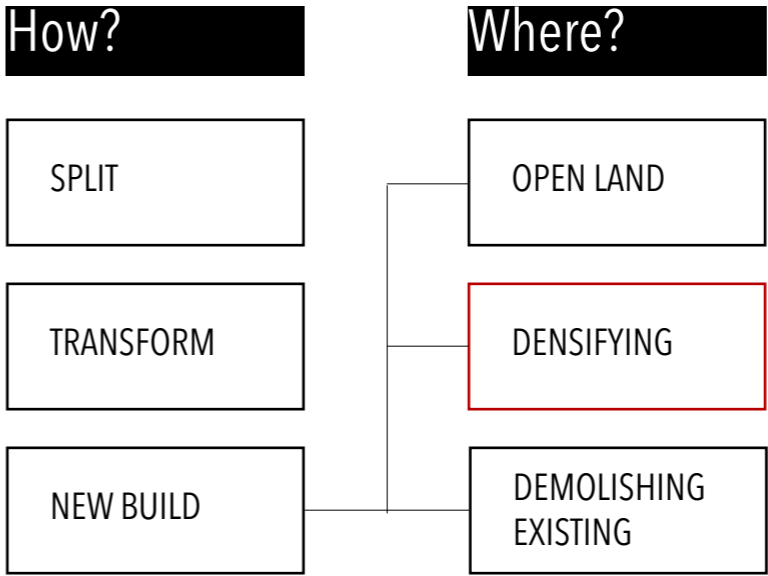 How?
Where?
SPLIT
OPEN LAND
TRANSFORM
DENSIFYING
NEW BUILD
DEMOLISHING
EXISTING